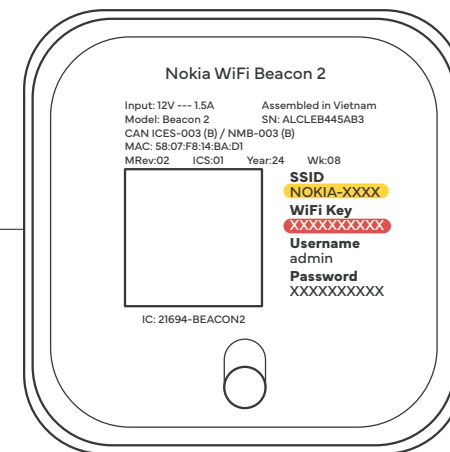 Nokia WiFi Beacon 2
Input: 12V --- 1.5A Assembled in Vietnam
Model: Beacon 2 SN: ALCLEB445AB3
CAN ICES-003 (B) / NMB-003 (B)
MAC: 58:07:F8:14:BA:D1
MRev:02 ICS:01 Year:24 Wk:08
SSID
NOKIA-XXXX
WiFi Key
XXXXXXXXXX
Username
admin
Password
XXXXXXXXXX
IC: 21694-BEACON2